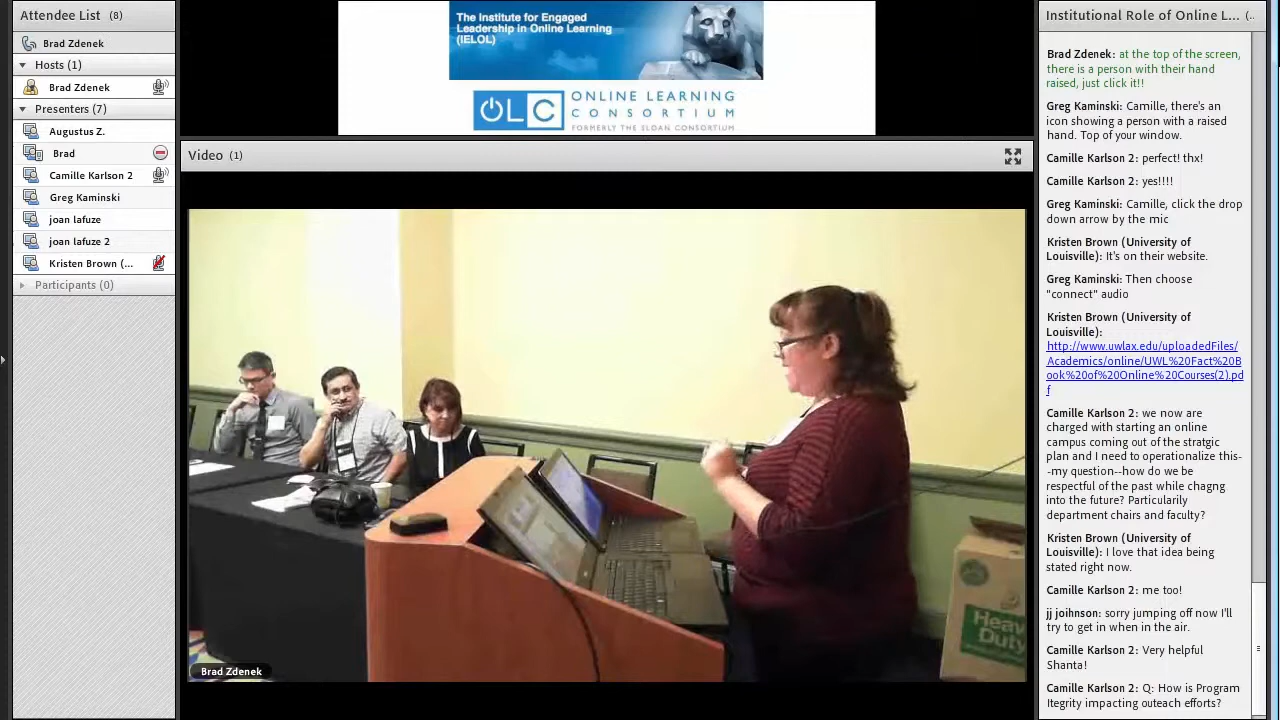 Attendee List (8)
Brad Zdenek
Hosts (1)
Brad Zdenek
Presenters (7)
Augustus Z.
Brad
Camille Karlson 2
Greg Kaminski
joan lafuze
joan lafuze 2
Kristen Brown (...
Participants (0)
The Institute for Engaged
Leadership in Online Learning
(IELOL)
OLC
ONLINE LEARNING
CONSORTIUM
FORMERLY THE SLOAN CONSORTIUM
Video (1)
Heavy
Duty
Brad Zdenek
Institutional Role of Online L... (..
Brad Zdenek: at the top of the screen,
there is a person with their hand
raised, just click it!!
Greg Kaminski: Camille, there's an
icon showing a person with a raised
hand. Top of your window.
Camille Karlson 2: perfect! thx!
Camille Karlson 2: yes!!!!
Greg Kaminski: Camille, click the drop
down arrow by the mic
Kristen Brown (University of
Louisville): It's on their website.
Greg Kaminski: Then choose
"connect" audio
Kristen Brown (University of
Louisville):
http://www.uwlax.edu/uploadedFiles/
Academics/online/UWL%20Fact%20B
ook%20of%20Online%20Courses(2).pd
f
Camille Karlson 2: we now are
charged with starting an online
campus coming out of the stratgic
plan and I need to operationalize this-
-my question--how do we be
respectful of the past while chagng
into the future? Particularily
department chairs and faculty?
Kristen Brown (University of
Louisville): I love that idea being
stated right now.
Camille Karlson 2: me too!
jj joihnson: sorry jumping off now I'll
try to get in when in the air.
Camille Karlson 2: Very helpful
Shanta!
Camille Karlson 2: Q: How is Program
Itegrity impacting outeach efforts?